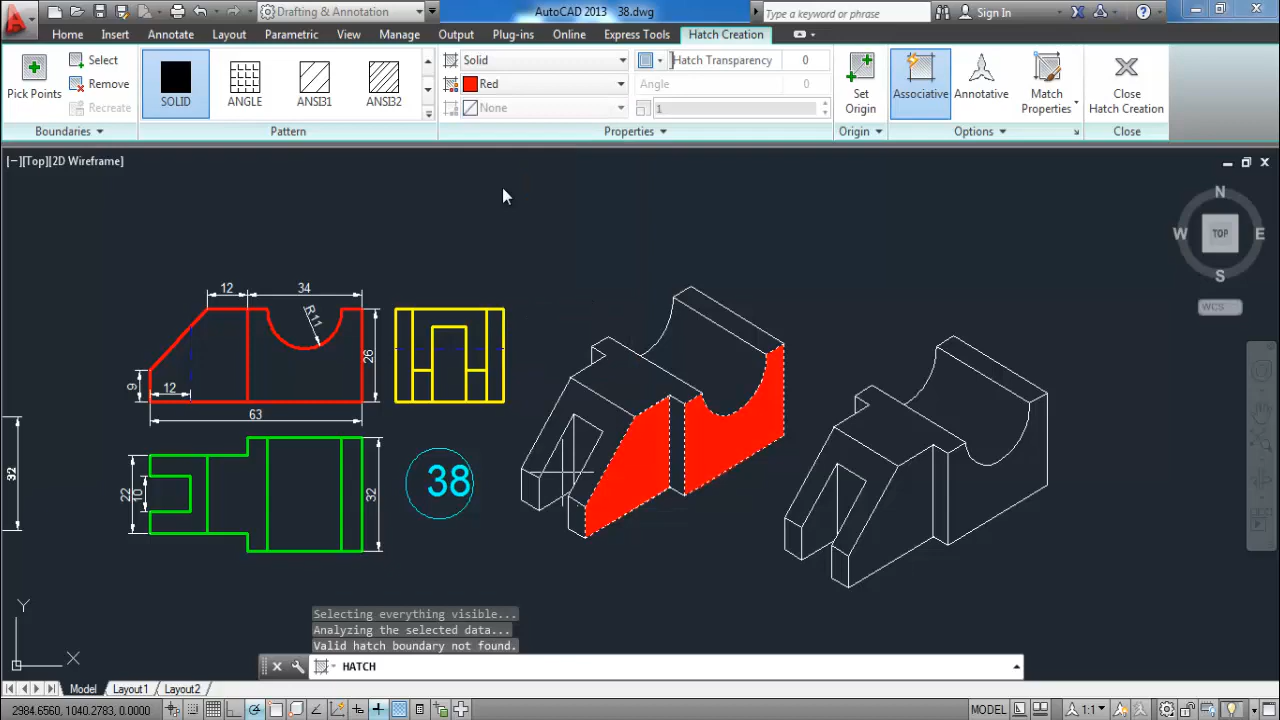 Drafting & Annotation
AutoCAD 2013    38.dwg
Type a keyword or phrase
Sign In
Home Insert Annotate Layout Parametric View Manage Output Plug-ins Online Express Tools Hatch Creation
Pick Points
Select
Remove
Recreate
Boundaries
SOLID
ANGLE
ANSI31
ANSI32
Pattern
Solid
Red
None
Hatch Transparency 0
Angle 0
1
Properties
Set
Origin
Origin
Associative
Annotative
Match
Properties
Options
Close
Hatch Creation
Close
[−][Top][2D Wireframe]
N
W TOP E
S
WCS
12 34
R11
26
9
12
63
22
10
32
32
38
Y
X
Selecting everything visible...
Analyzing the selected data...
Valid hatch boundary not found.
HATCH
Model Layout1 Layout2
2984.6560, 1040.2783, 0.0000
MODEL
1:1